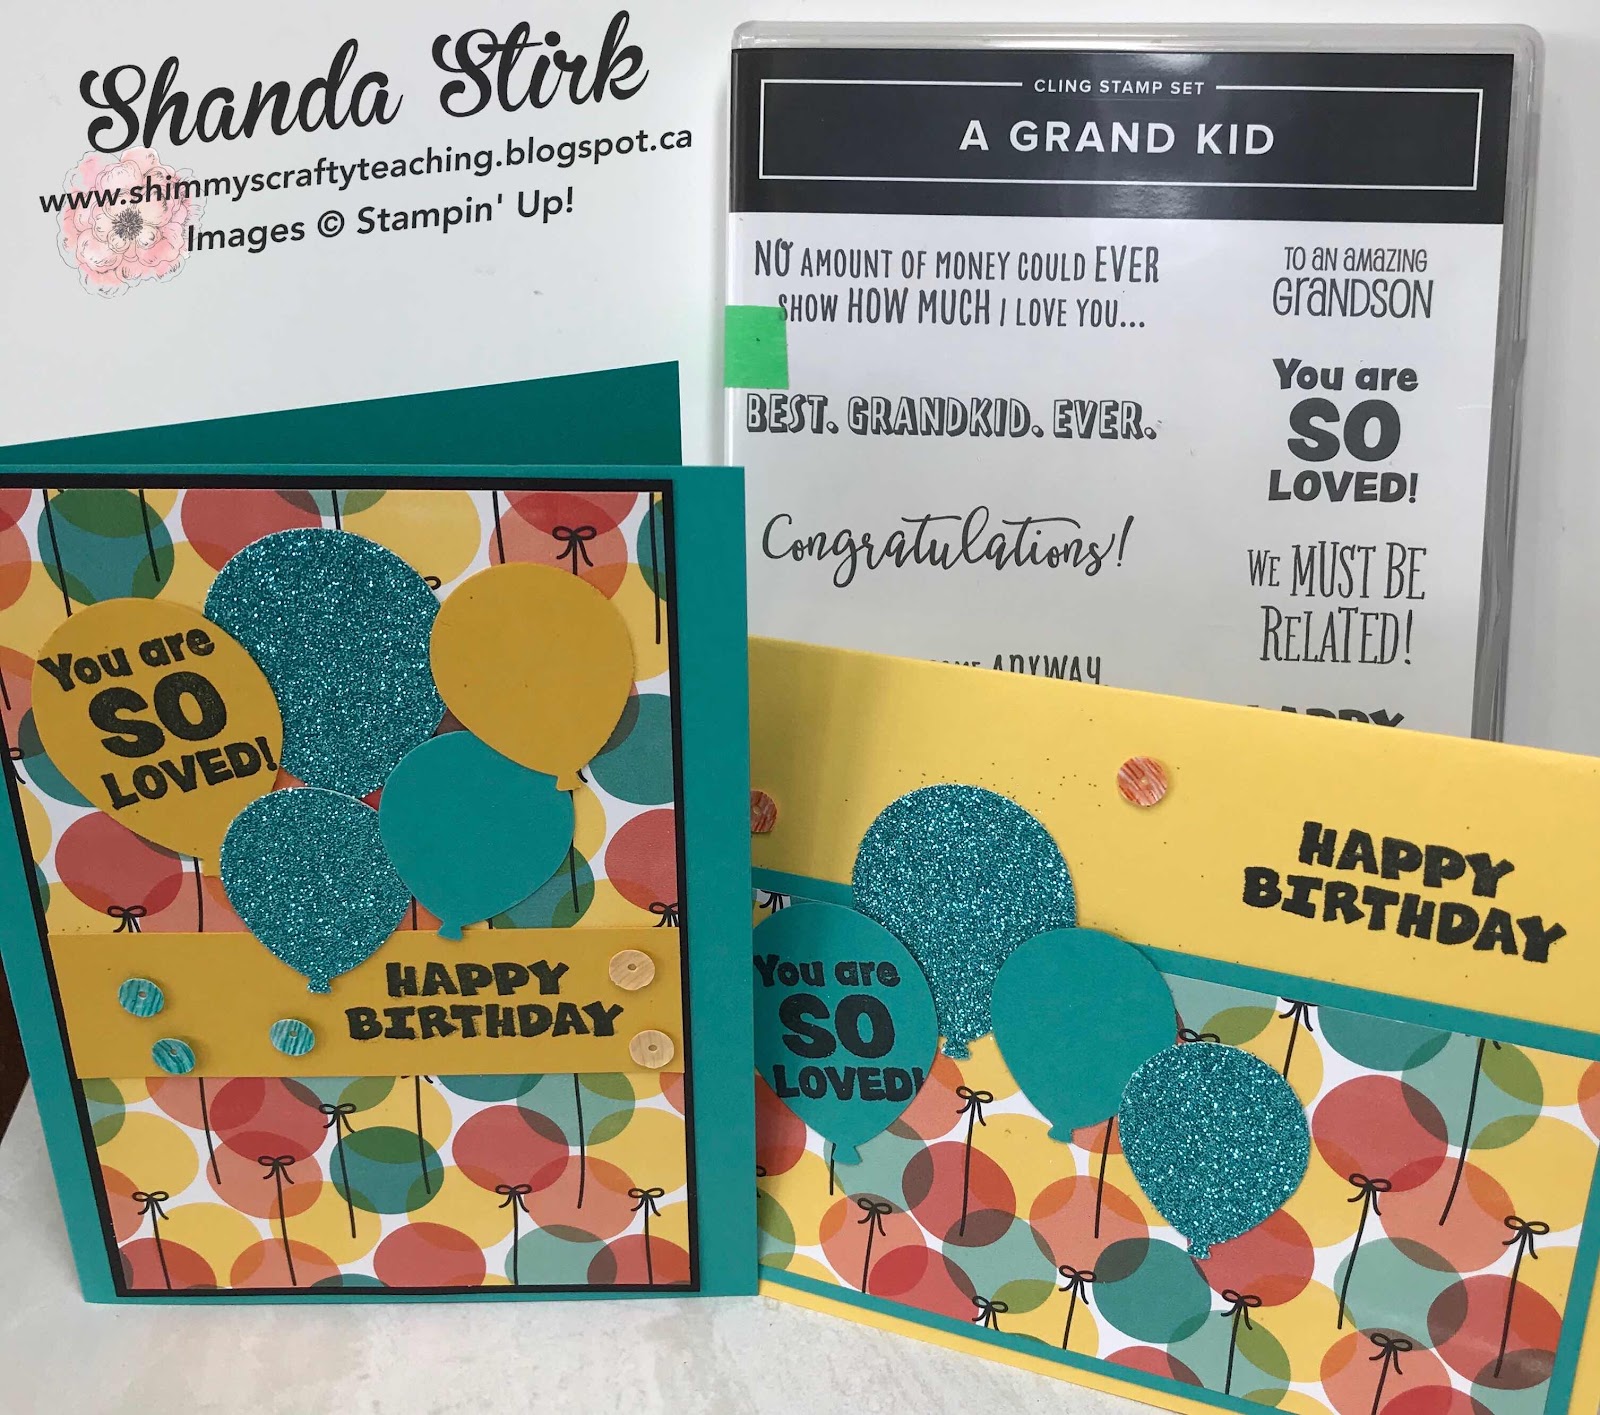 Shanda Stirk
www.shimmyscraftyteaching.blogspot.ca
Images © Stampin' Up!
CLING STAMP SET
A GRAND KID
NO AMOUNT OF MONEY COULD EVER
SHOW HOW MUCH I LOVE YOU...
BEST. GRANDKID. EVER.
Congratulations!
ANYWAY.
TO AN AMAZING
GRANDSON
You are
SO
LOVED!
WE MUST BE
RELATED!
HAPPY
You are
SO
LOVED!
HAPPY
BIRTHDAY
HAPPY
BIRTHDAY
You are
SO
LOVED!